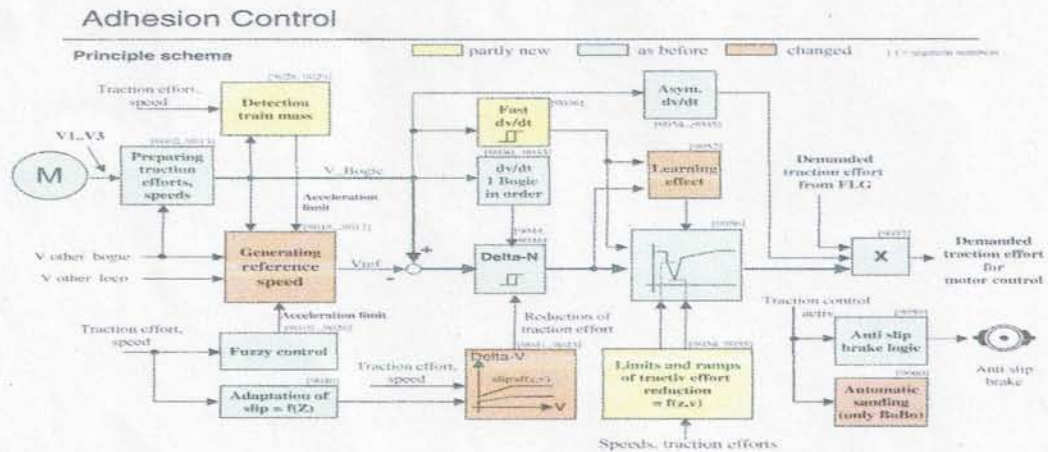 Adhesion Control
Principle schema
partly new
as before
changed
Traction effort,
speed
Detection
train mass
Fast
dv/dt
Asym.
dv/dt
V1..V3
M
Preparing
traction
efforts,
speeds
V_Bogie
dv/dt
1 Bogie
in order
Learning
effect
Demanded
traction effort
from FLG
Acceleration
limit
V other bogie
V other loco
Generating
reference
speed
Vref
+
-
Delta-N
X
Demanded
traction effort
for
motor control
Acceleration limit
Traction effort,
speed
Fuzzy control
Adaptation of
slip = f(Z)
Traction effort,
speed
Reduction of
traction effort
Delta-V
V
Limits and ramps
of tractiv effort
reduction
= f(z,v)
Speeds, traction efforts
Traction control
activ
Anti slip
brake logic
Anti slip
brake
Automatic
sanding
(only BoBo)